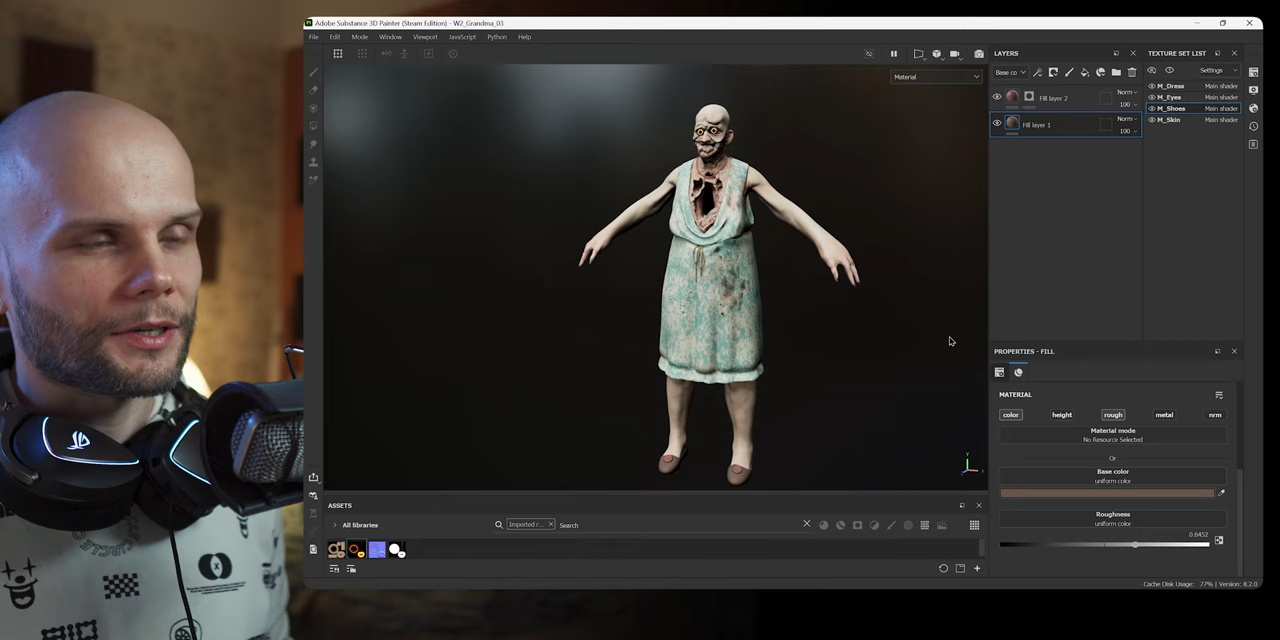 Adobe Substance 3D Painter (Steam Edition) - W2_Grandma_03
File Edit Mode Window Viewport JavaScript Python Help
Material
LAYERS
Base co
Fill layer 2
Norm
100
Fill layer 1
Norm
100
TEXTURE SET LIST
Settings
M_Dress Main shader
M_Eyes Main shader
M_Shoes Main shader
M_Skin Main shader
PROPERTIES - FILL
MATERIAL
color height rough metal nrm
Material mode
No Resource Selected
Or
Base color
uniform color
Roughness
uniform color
0.6452
Y
ASSETS
All libraries
Imported r...
Search
Cache Disk Usage: 77% | Version: 8.2.0